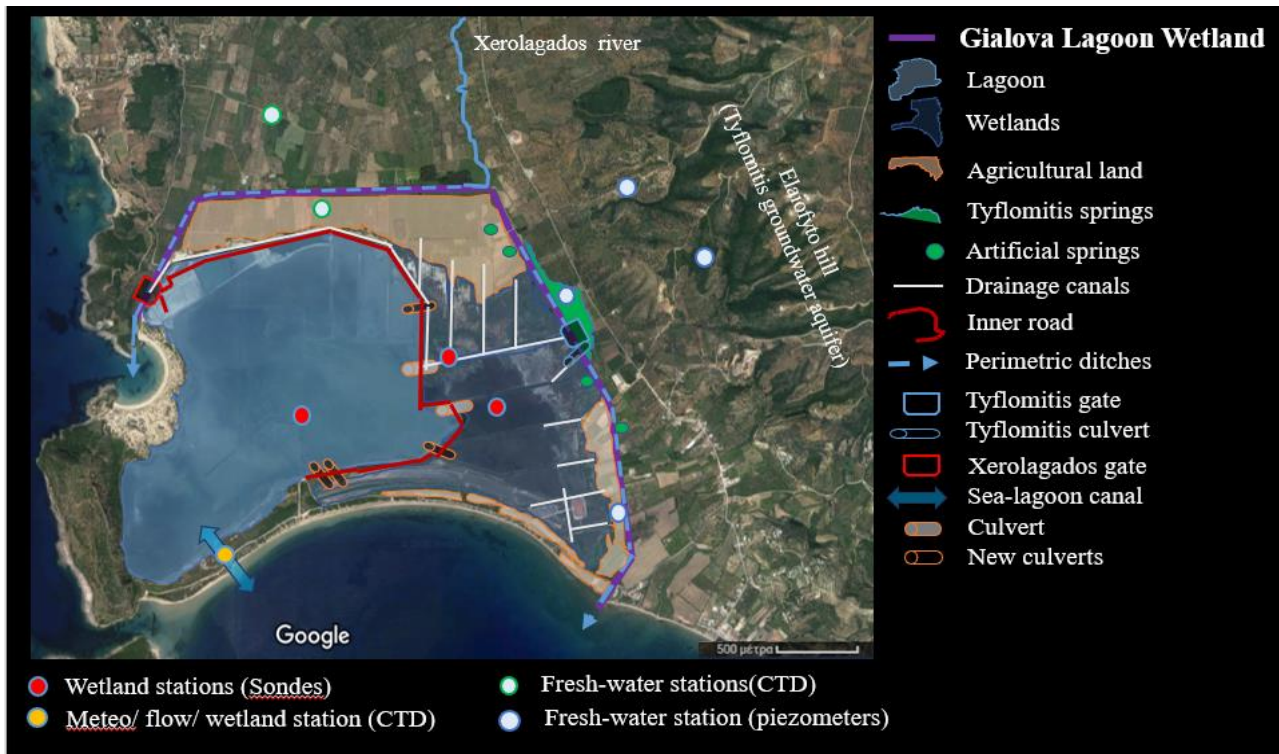 Xerolagados river
(Tyflomitis groundwater aquifer)
Elaiofyto hill
Google
500 μέτρα
Gialova Lagoon Wetland
Lagoon
Wetlands
Agricultural land
Tyflomitis springs
Artificial springs
Drainage canals
Inner road
Perimetric ditches
Tyflomitis gate
Tyflomitis culvert
Xerolagados gate
Sea-lagoon canal
Culvert
New culverts
Wetland stations (Sondes)
Meteo/ flow/ wetland station (CTD)
Fresh-water stations(CTD)
Fresh-water station (piezometers)